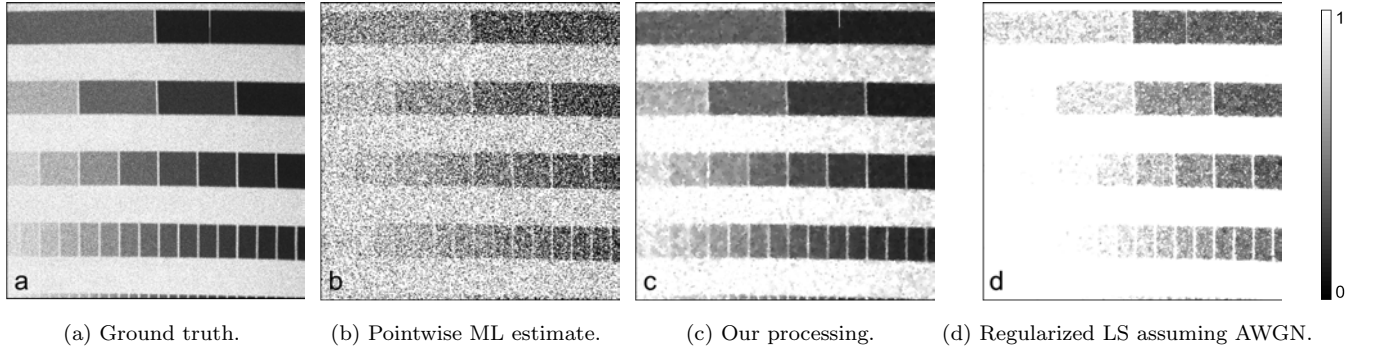 1
a
b
c
d
0
(a) Ground truth.
(b) Pointwise ML estimate.
(c) Our processing.
(d) Regularized LS assuming AWGN.